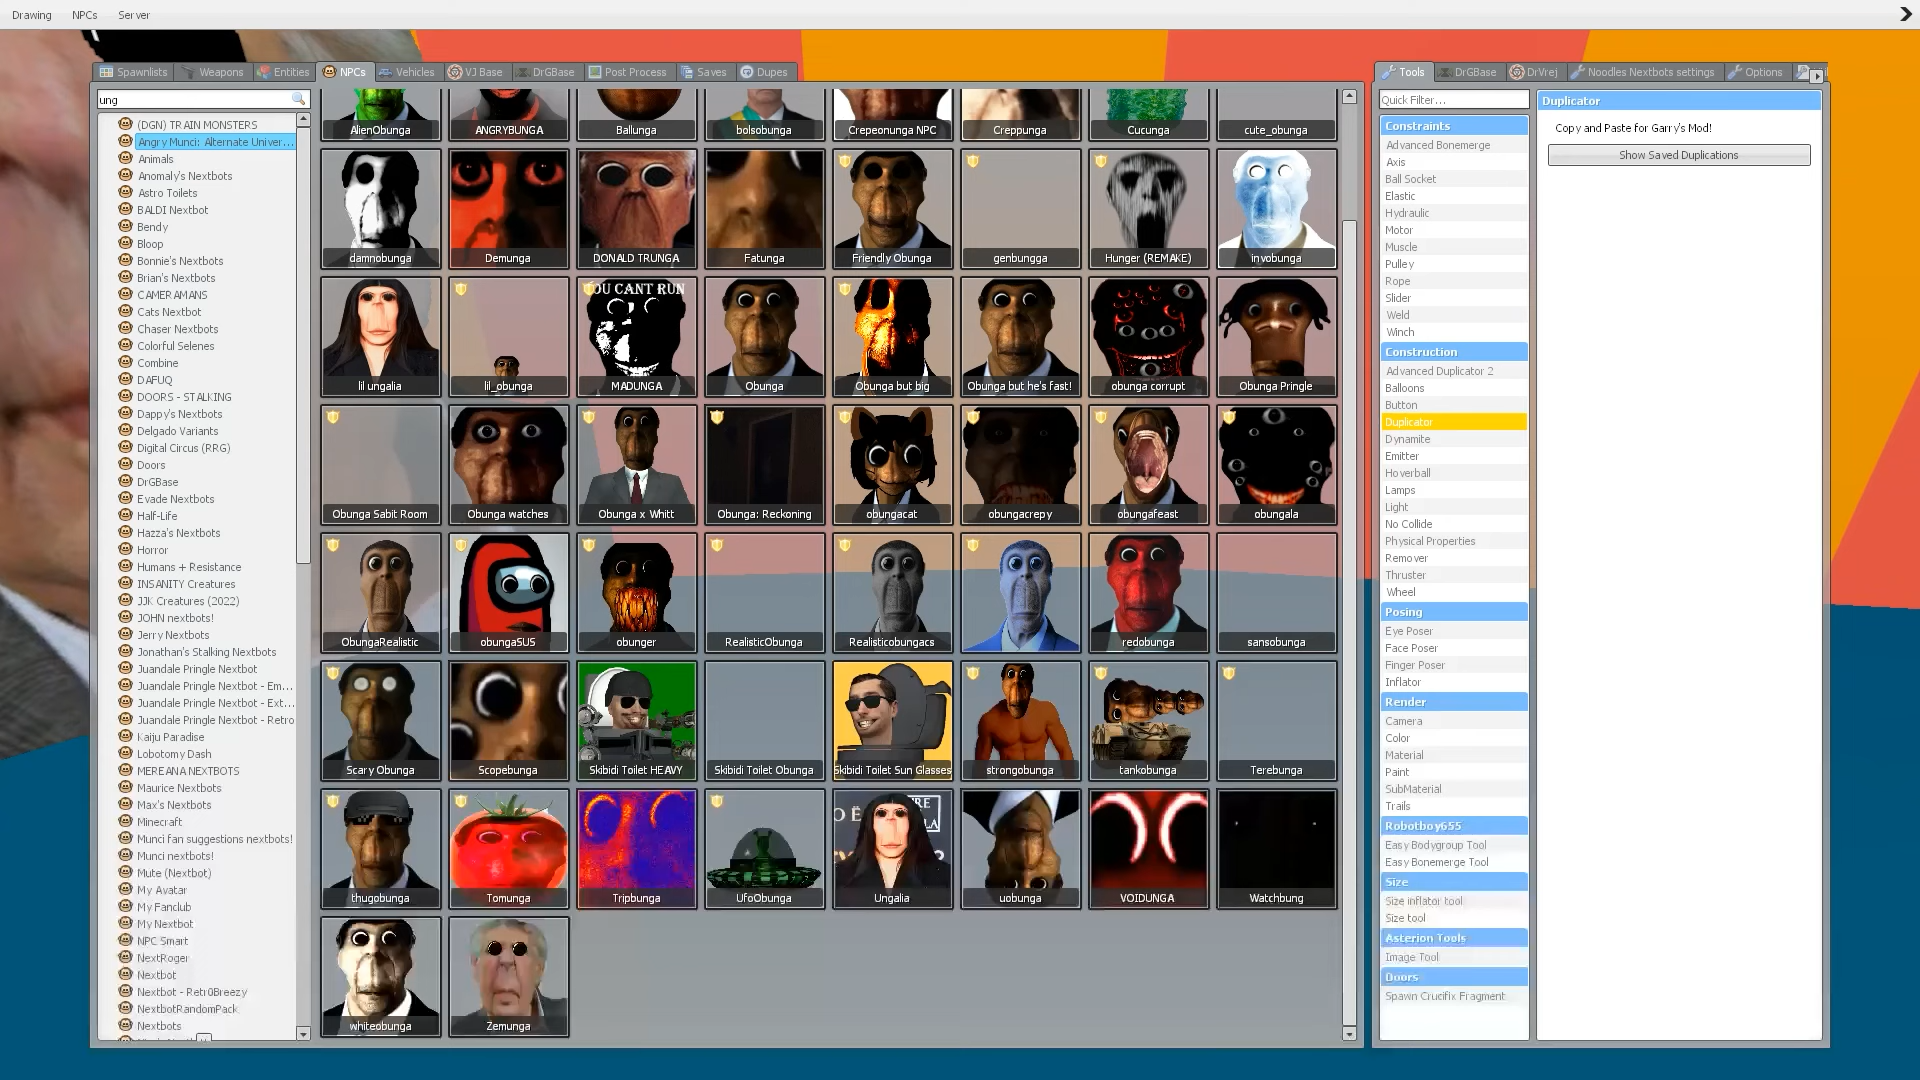 Drawing NPCs Server
Spawnlists Weapons Entities NPCs Vehicles VJ Base DrGBase Post Process Saves Dupes
ung
(DGN) TRAIN MONSTERS
Angry Munci: Alternate Univer...
Animals
Anomaly's Nextbots
Astro Toilets
BALDI Nextbot
Bendy
Bloop
Bonnie's Nextbots
Brian's Nextbots
CAMERAMANS
Cats Nextbot
Chaser Nextbots
Colorful Selenes
Combine
DAFUQ
DOORS - STALKING
Dappy's Nextbots
Delgado Variants
Digital Circus (RRG)
Doors
DrGBase
Evade Nextbots
Half-Life
Hazza's Nextbots
Horror
Humans + Resistance
INSANITY Creatures
JJK Creatures (2022)
JOHN nextbots!
Jerry Nextbots
Jonathan's Stalking Nextbots
Juandale Pringle Nextbot
Juandale Pringle Nextbot - Em...
Juandale Pringle Nextbot - Ext...
Juandale Pringle Nextbot - Retro
Kaiju Paradise
Lobotomy Dash
MEREANA NEXTBOTS
Maurice Nextbots
Max's Nextbots
Minecraft
Munci fan suggestions nextbots!
Munci nextbots!
Mute (Nextbot)
My Avatar
My Fanclub
My Nextbot
NPC Smart
NextRoger
Nextbot
Nextbot - Retr0Breezy
NextbotRandomPack
Nextbots
AlienObunga ANGRYBUNGA Ballunga bolsobunga Crepeonunga NPC Creppunga Cucunga cute_obunga
damnobunga Demunga DONALD TRUNGA Fatunga Friendly Obunga genbungga Hunger (REMAKE) invobunga
YOU CANT RUN
lil ungalia lil_obunga MADUNGA Obunga Obunga but big Obunga but he's fast! obunga corrupt Obunga Pringle
Obunga Sabit Room Obunga watches Obunga x Whitt Obunga: Reckoning obungacat obungacrepy obungafeast obungala
ObungaRealistic obungaSUS obunger RealisticObunga Realisticobungacs redobunga sansobunga
Scary Obunga Scopebunga Skibidi Toilet HEAVY Skibidi Toilet Obunga Skibidi Toilet Sun Glasses strongobunga tankobunga Terebunga
thugobunga Tomunga Tripbunga UfoObunga Ungalia uobunga VOIDUNGA Watchbung
whiteobunga Zemunga
Tools DrGBase DrVrej Noodles Nextbots settings Options
Quick Filter...
Constraints
Advanced Bonemerge
Axis
Ball Socket
Elastic
Hydraulic
Motor
Muscle
Pulley
Rope
Slider
Weld
Winch
Construction
Advanced Duplicator 2
Balloons
Button
Duplicator
Dynamite
Emitter
Hoverball
Lamps
Light
No Collide
Physical Properties
Remover
Thruster
Wheel
Posing
Eye Poser
Face Poser
Finger Poser
Inflator
Render
Camera
Color
Material
Paint
SubMaterial
Trails
Robotboy655
Easy Bodygroup Tool
Easy Bonemerge Tool
Size
Size inflator tool
Size tool
Asterion Tools
Image Tool
Doors
Spawn Crucifix Fragment
Duplicator
Copy and Paste for Garry's Mod!
Show Saved Duplications